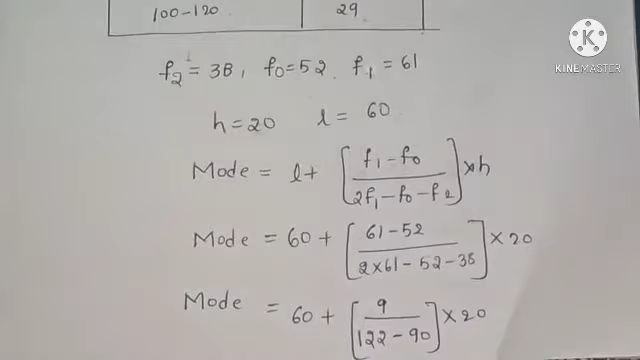 100-120 29
KINEMASTER
f2 = 38, f0 = 52 f1 = 61
h = 20 l = 60
Mode = l + [f1 - f0 / 2f1 - f0 - f2] × h
Mode = 60 + [61 - 52 / 2×61 - 52 - 38] × 20
Mode = 60 + [9 / 122 - 90] × 20